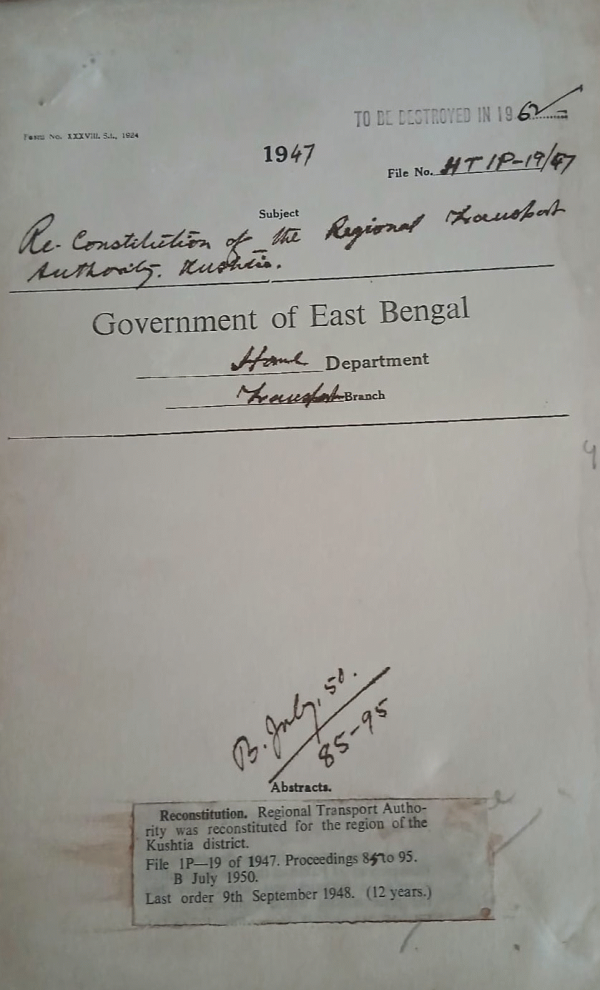 TO BE DESTROYED IN 1962
Form No. XXXVIII. S.L., 1924
1947
File No. HT 1P-19/47
Subject
Re-Constitution of the Regional Transport
Authority. Kushtia.
Government of East Bengal
Home Department
Transport Branch
B. July, 50.
85-95
Abstracts.
Reconstitution. Regional Transport Autho-
rity was reconstituted for the region of the
Kushtia district.
File 1P—19 of 1947. Proceedings 85 to 95.
B July 1950.
Last order 9th September 1948. (12 years.)